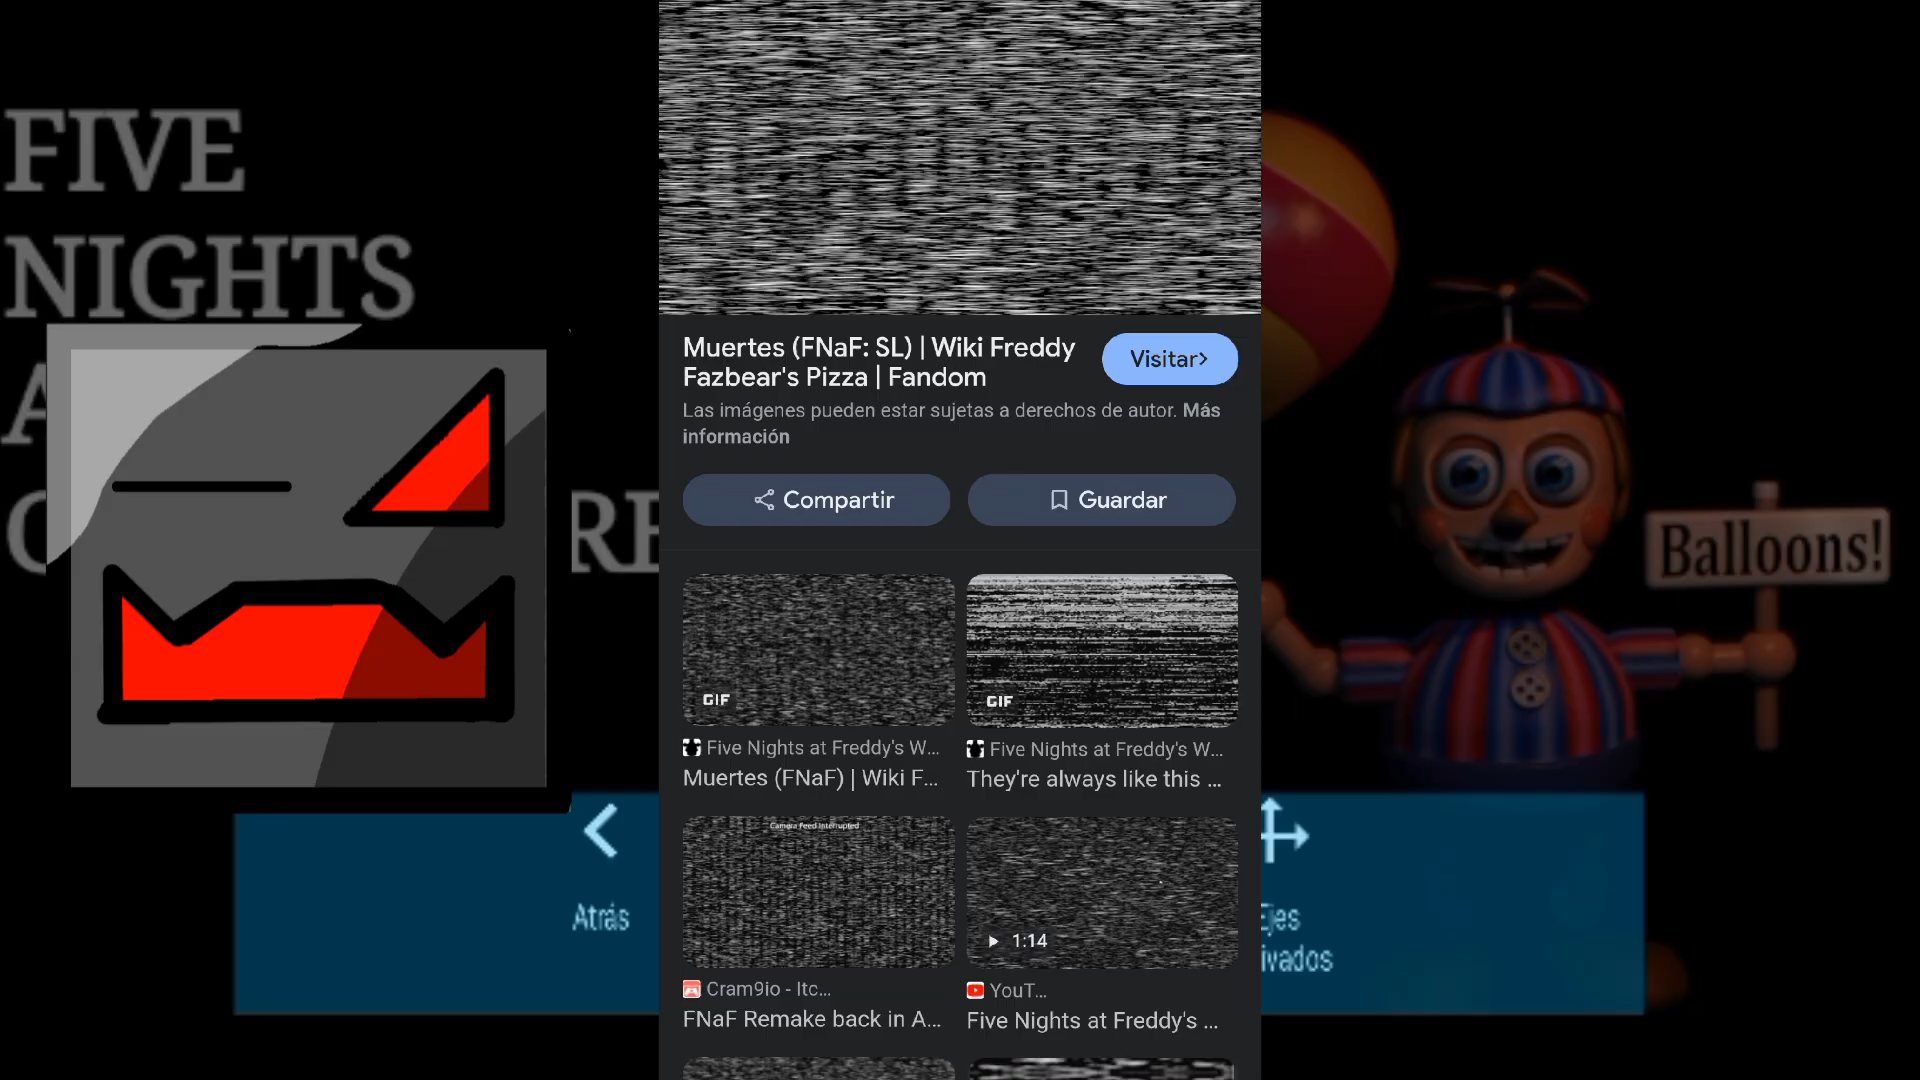 FIVE
NIGHTS
A
RE
Balloons!
Muertes (FNaF: SL) | Wiki Freddy
Fazbear's Pizza | Fandom
Visitar›
Las imágenes pueden estar sujetas a derechos de autor. Más
información
Compartir
Guardar
GIF
GIF
Five Nights at Freddy's W...
Five Nights at Freddy's W...
Muertes (FNaF) | Wiki F...
They're always like this ...
Camera Feed Interrupted
1:14
Atrás
Ejes
ivados
Cram9io - Itc...
YouT...
FNaF Remake back in A...
Five Nights at Freddy's ...